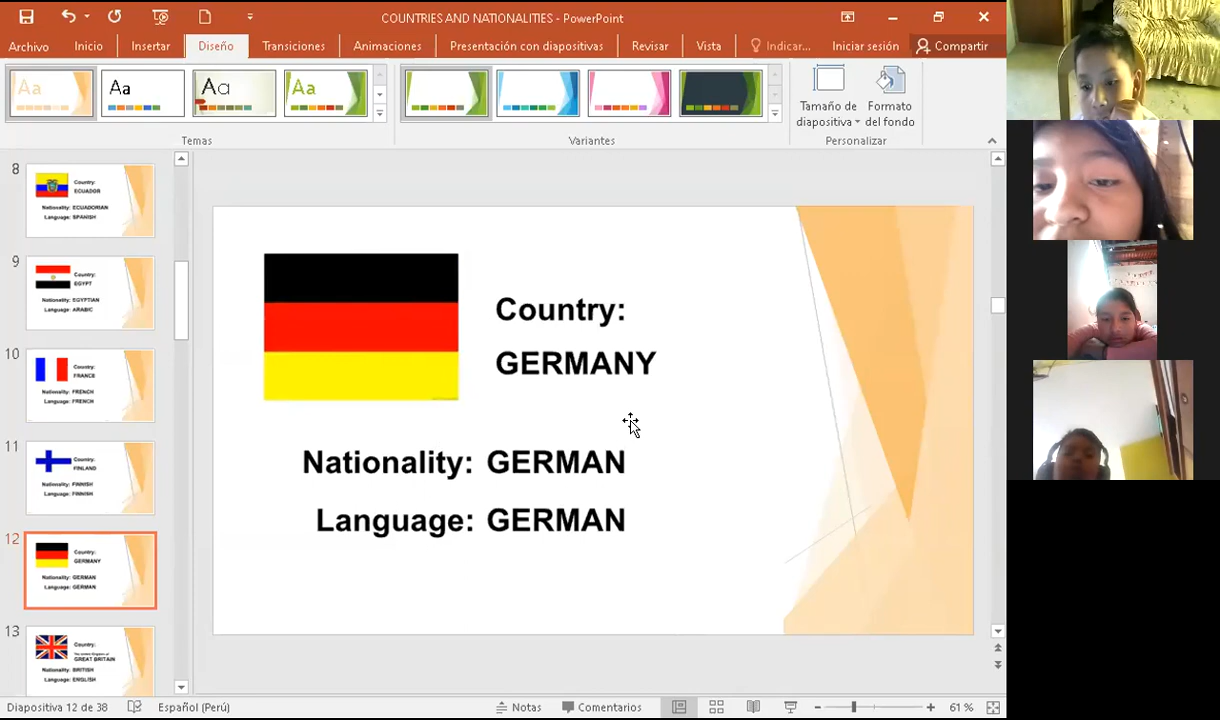 COUNTRIES AND NATIONALITIES - PowerPoint
Archivo Inicio Insertar Diseño Transiciones Animaciones Presentación con diapositivas Revisar Vista Indicar... Iniciar sesión Compartir
Aa Aa Aa Aa
Tamaño de diapositiva
Formato del fondo
Temas Variantes Personalizar
8
Country:
ECUADOR
Nationality: ECUADORIAN
Language: SPANISH
9
Country:
EGYPT
Nationality: EGYPTIAN
Language: ARABIC
10
Country:
FRANCE
Nationality: FRENCH
Language: FRENCH
11
Country:
FINLAND
Nationality: FINNISH
Language: FINNISH
12
Country:
GERMANY
Nationality: GERMAN
Language: GERMAN
13
Country:
The United Kingdom of
GREAT BRITAIN
Nationality: BRITISH
Language: ENGLISH
Country:
GERMANY
Nationality: GERMAN
Language: GERMAN
Diapositiva 12 de 38 Español (Perú) Notas Comentarios 61 %